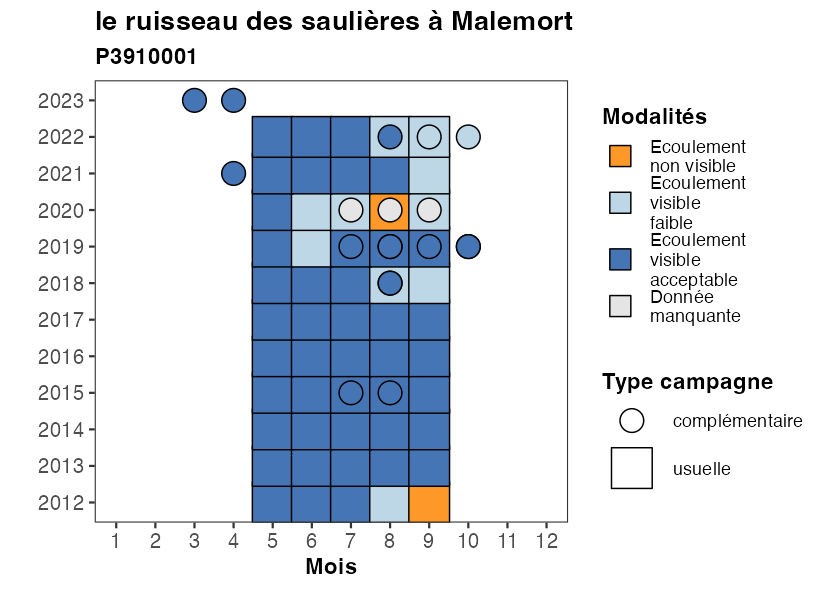 le ruisseau des saulières à Malemort
P3910001
2023
2022
2021
2020
2019
2018
2017
2016
2015
2014
2013
2012
1 2 3 4 5 6 7 8 9 10 11 12
Mois
Modalités
Ecoulement
non visible
Ecoulement
visible
faible
Ecoulement
visible
acceptable
Donnée
manquante
Type campagne
complémentaire
usuelle